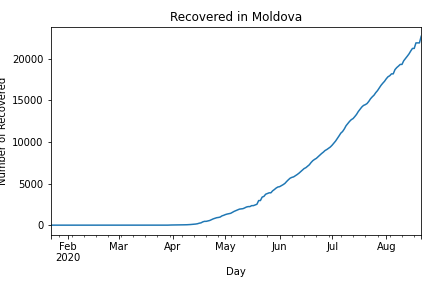 Recovered in Moldova
Number of Recovered
20000
15000
10000
5000
0
Feb
2020
Mar
Apr
May
Jun
Jul
Aug
Day